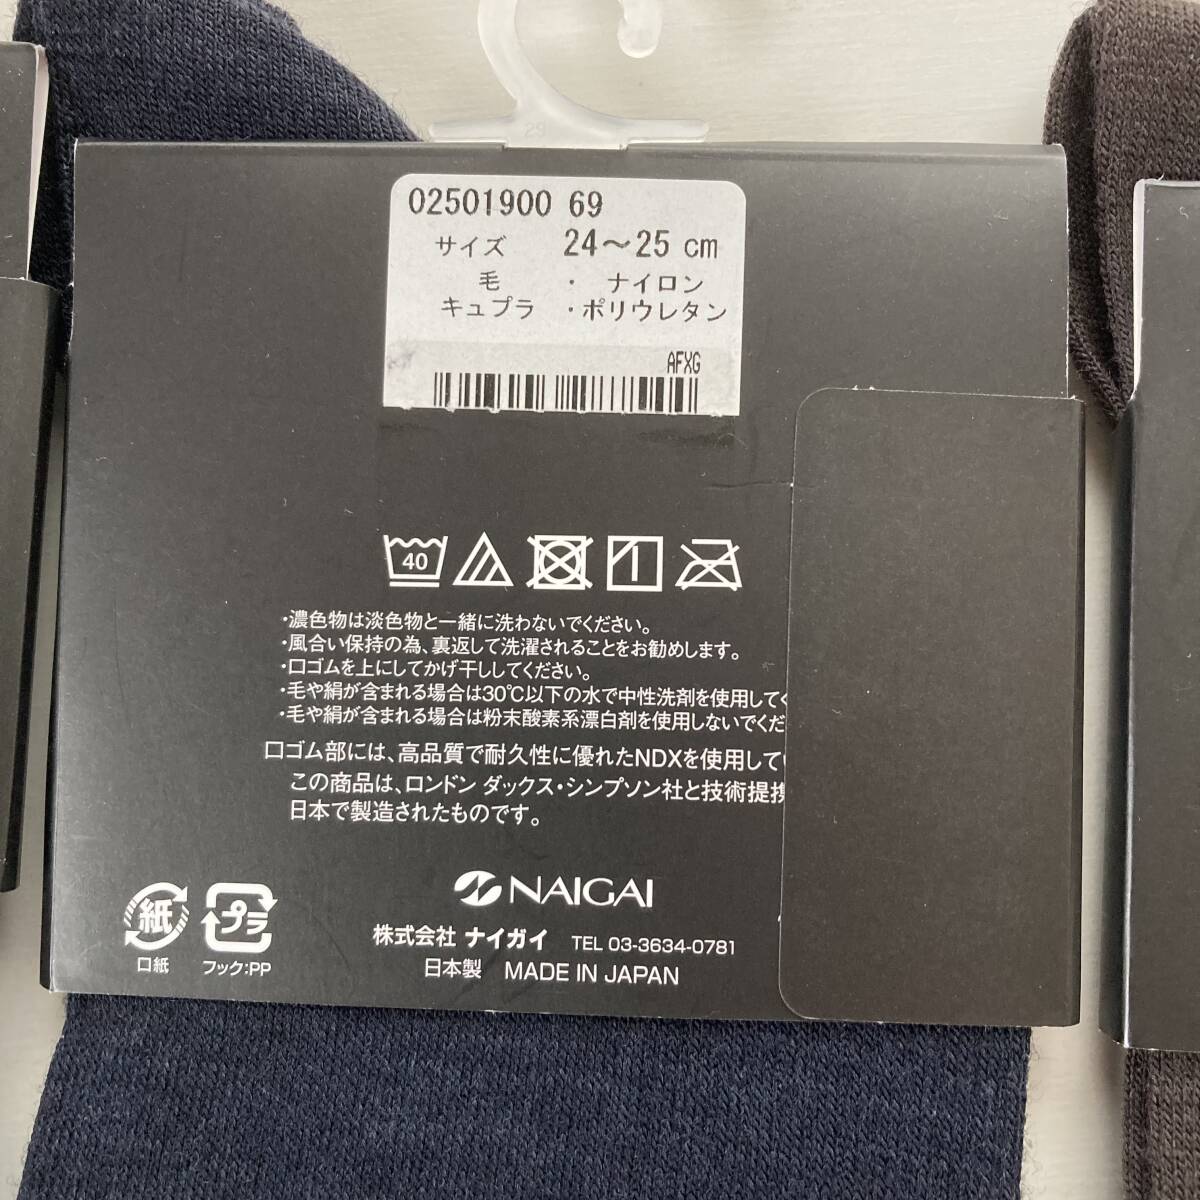 02501900 69
サイズ 24～25 cm
毛 ・ ナイロン
キュプラ ・ポリウレタン
AFXG
40
・濃色物は淡色物と一緒に洗わないでください。
・風合い保持の為、裏返して洗濯されることをお勧めします。
・口ゴムを上にしてかげ干ししてください。
・毛や絹が含まれる場合は30℃以下の水で中性洗剤を使用して
・毛や絹が含まれる場合は粉末酸素系漂白剤を使用しないでくだ
口ゴム部には、高品質で耐久性に優れたNDXを使用して
この商品は、ロンドン ダックス・シンプソン社と技術提携
日本で製造されたものです。
NAIGAI
紙 プラ
口紙 フック:PP
株式会社 ナイガイ TEL 03-3634-0781
日本製 MADE IN JAPAN